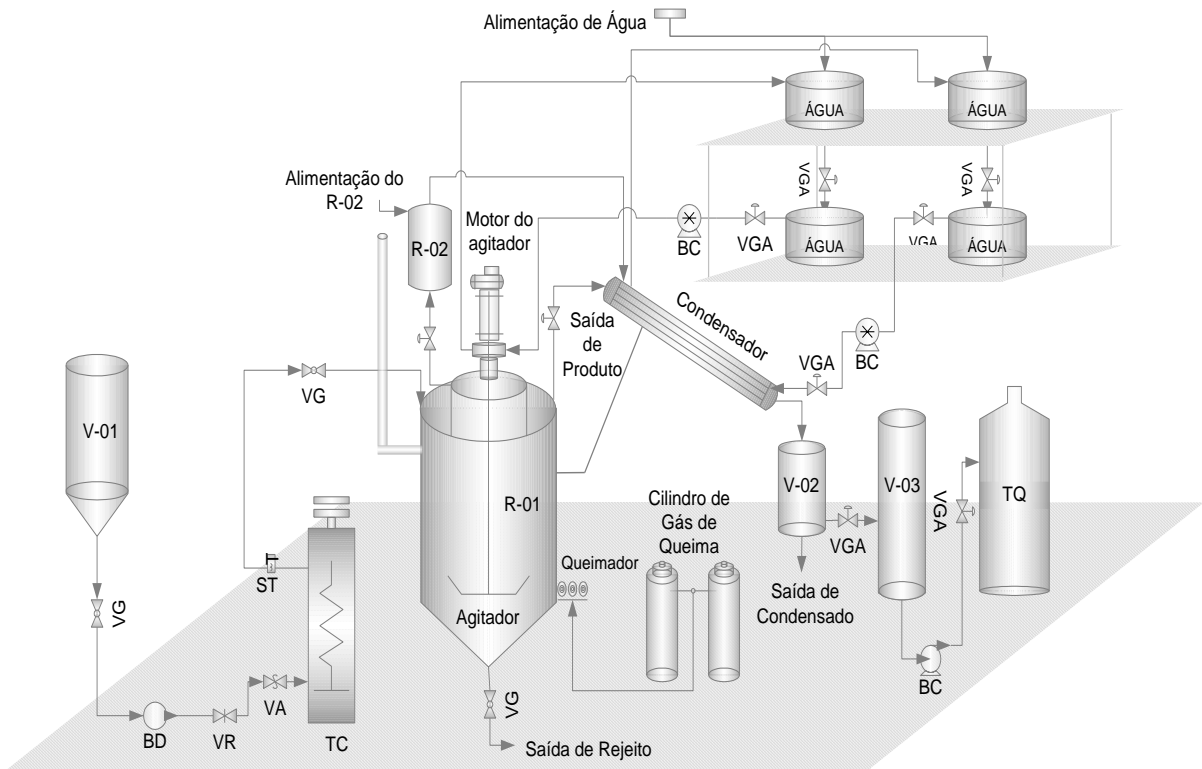 Alimentação de Água
ÁGUA
ÁGUA
Alimentação do
R-02
VGA
VGA
R-02
Motor do
agitador
ÁGUA
ÁGUA
BC
VGA
VGA
Condensador
Saída
de
Produto
BC
VGA
VG
V-01
V-02
V-03
VGA
TQ
R-01
Cilindro de
Gás de
Queima
T
ST
Queimador
VGA
Saída de
Condensado
VG
Agitador
BC
VG
VA
BD
VR
TC
Saída de Rejeito